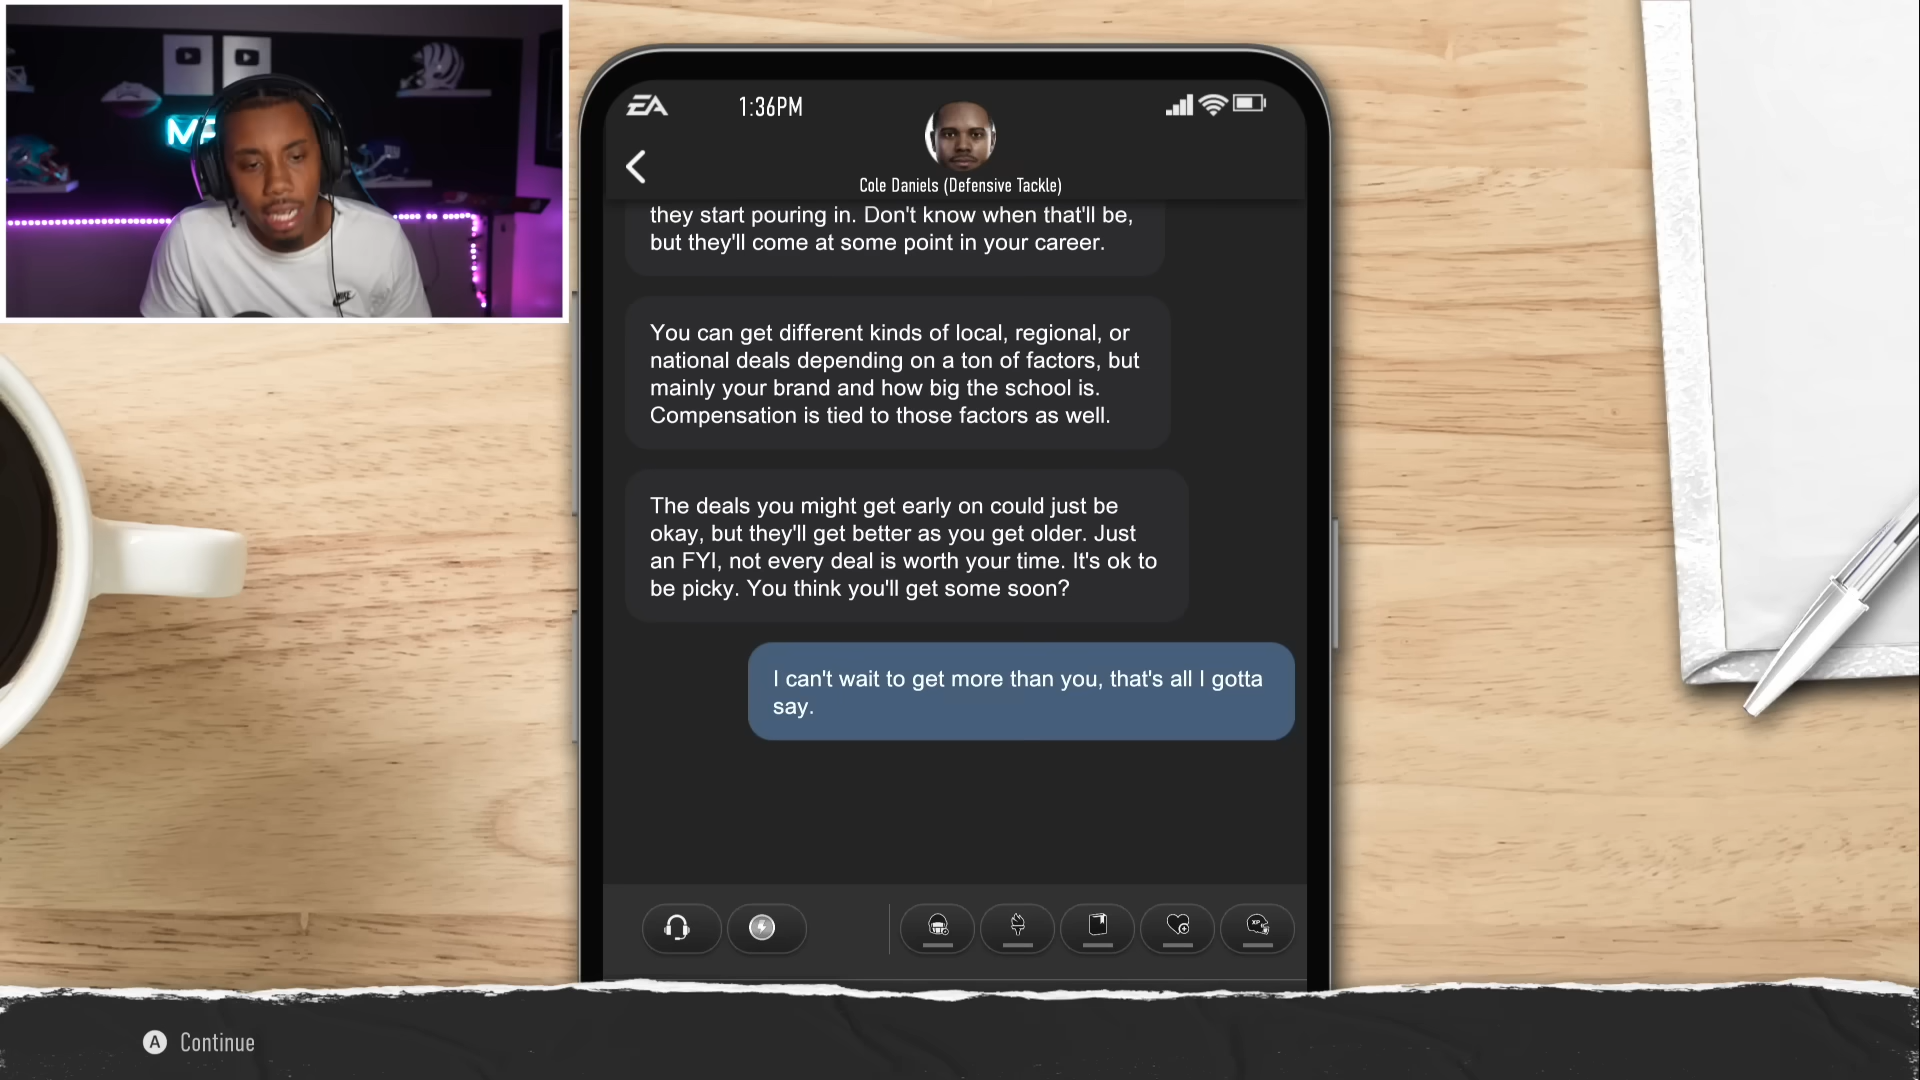 EA
1:36PM
Cole Daniels (Defensive Tackle)
they start pouring in. Don't know when that'll be,
but they'll come at some point in your career.
You can get different kinds of local, regional, or
national deals depending on a ton of factors, but
mainly your brand and how big the school is.
Compensation is tied to those factors as well.
The deals you might get early on could just be
okay, but they'll get better as you get older. Just
an FYI, not every deal is worth your time. It's ok to
be picky. You think you'll get some soon?
I can't wait to get more than you, that's all I gotta
say.
XP
A Continue